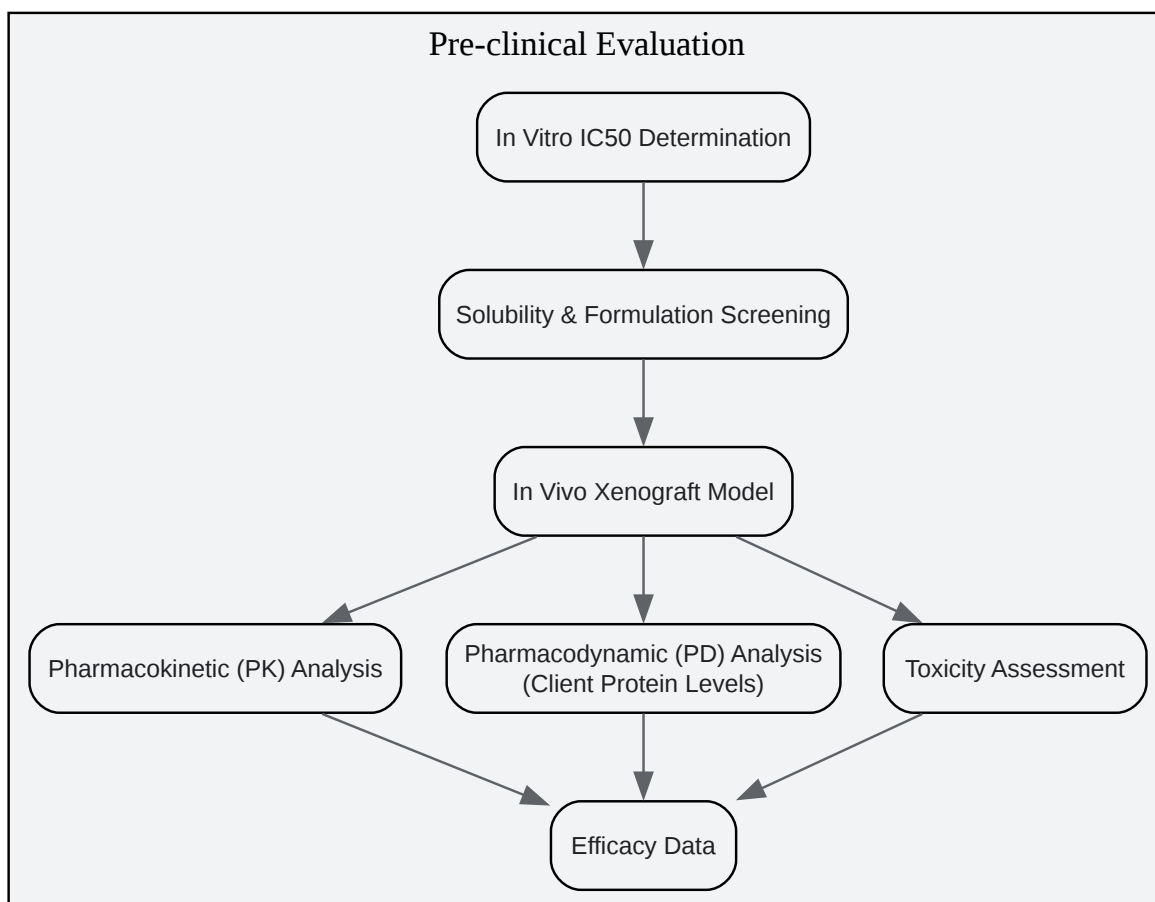 Pre-clinical Evaluation
In Vitro IC50 Determination
Solubility & Formulation Screening
In Vivo Xenograft Model
Pharmacokinetic (PK) Analysis
Pharmacodynamic (PD) Analysis
(Client Protein Levels)
Toxicity Assessment
Efficacy Data